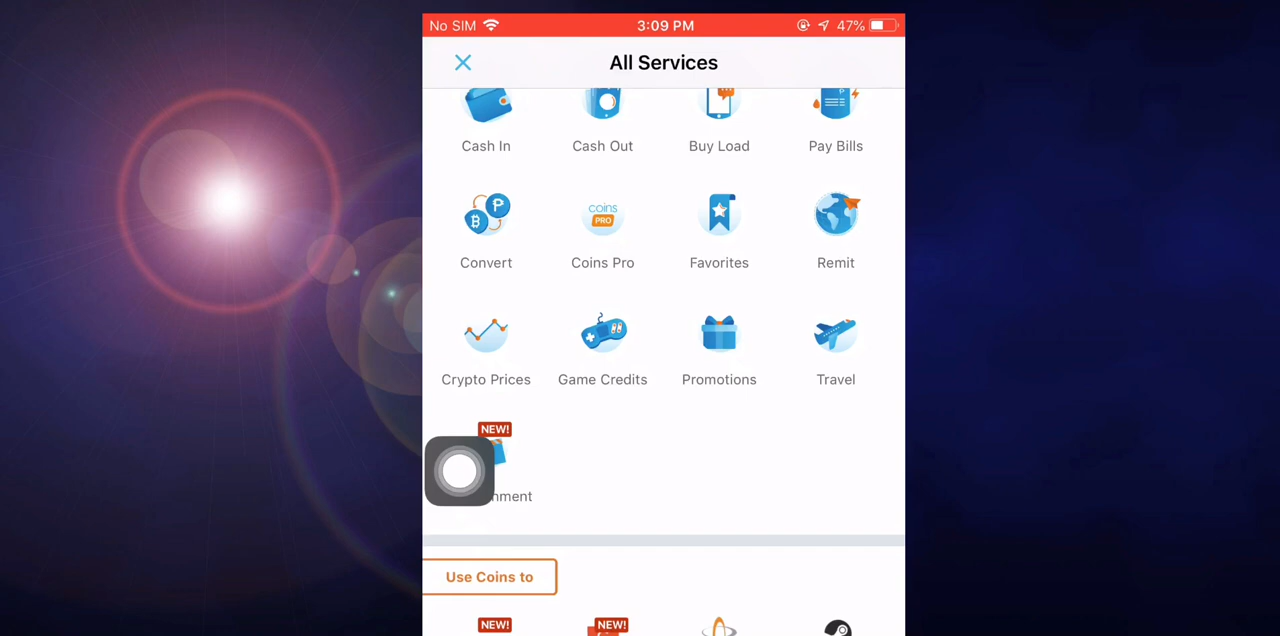 No SIM 3:09 PM 47%
All Services
Cash In Cash Out Buy Load Pay Bills
coins
PRO
Convert Coins Pro Favorites Remit
Crypto Prices Game Credits Promotions Travel
NEW!
Use Coins to
NEW! NEW!